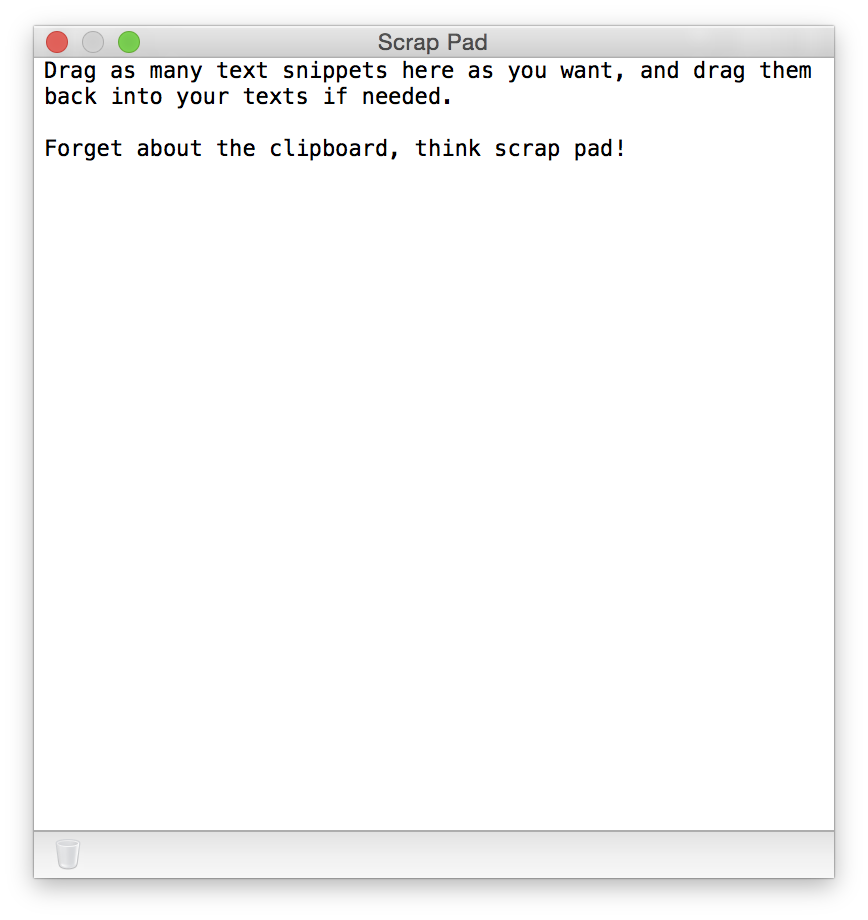 Scrap Pad
Drag as many text snippets here as you want, and drag them
back into your texts if needed.
Forget about the clipboard, think scrap pad!